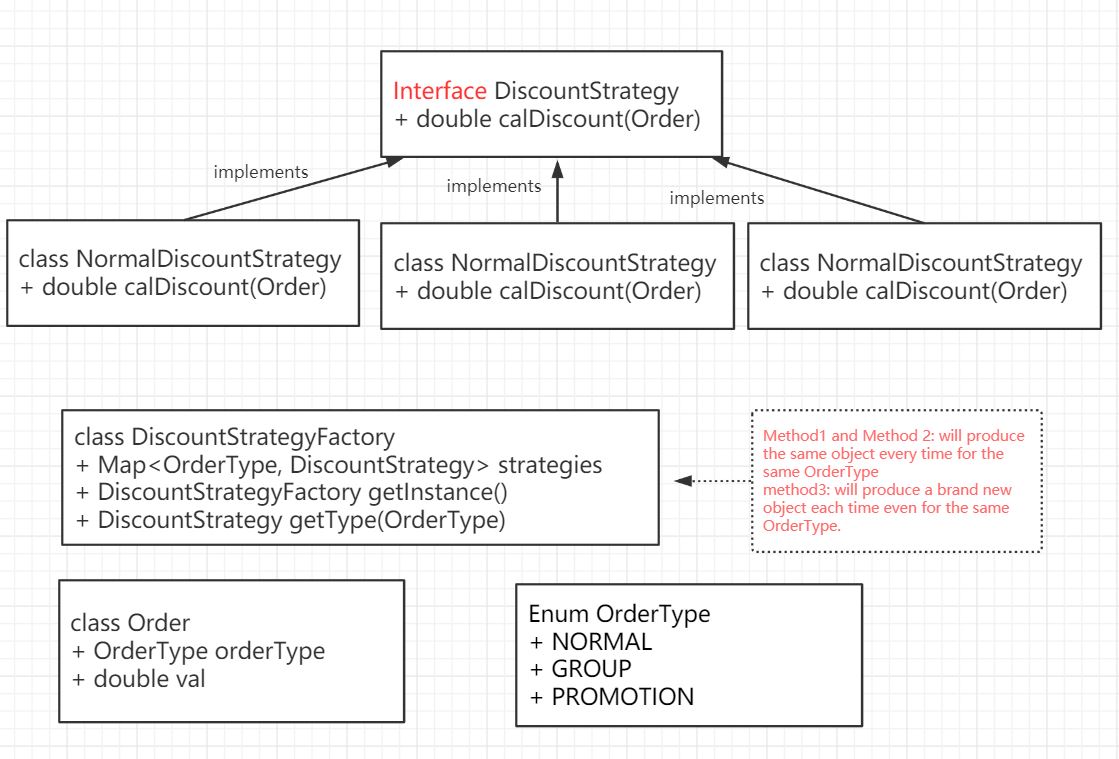 Interface DiscountStrategy
+ double calDiscount(Order)
implements
implements
implements
class NormalDiscountStrategy
+ double calDiscount(Order)
class NormalDiscountStrategy
+ double calDiscount(Order)
class NormalDiscountStrategy
+ double calDiscount(Order)
class DiscountStrategyFactory
+ Map<OrderType, DiscountStrategy> strategies
+ DiscountStrategyFactory getInstance()
+ DiscountStrategy getType(OrderType)
Method1 and Method 2: will produce
the same object every time for the
same OrderType
method3: will produce a brand new
object each time even for the same
OrderType.
class Order
+ OrderType orderType
+ double val
Enum OrderType
+ NORMAL
+ GROUP
+ PROMOTION